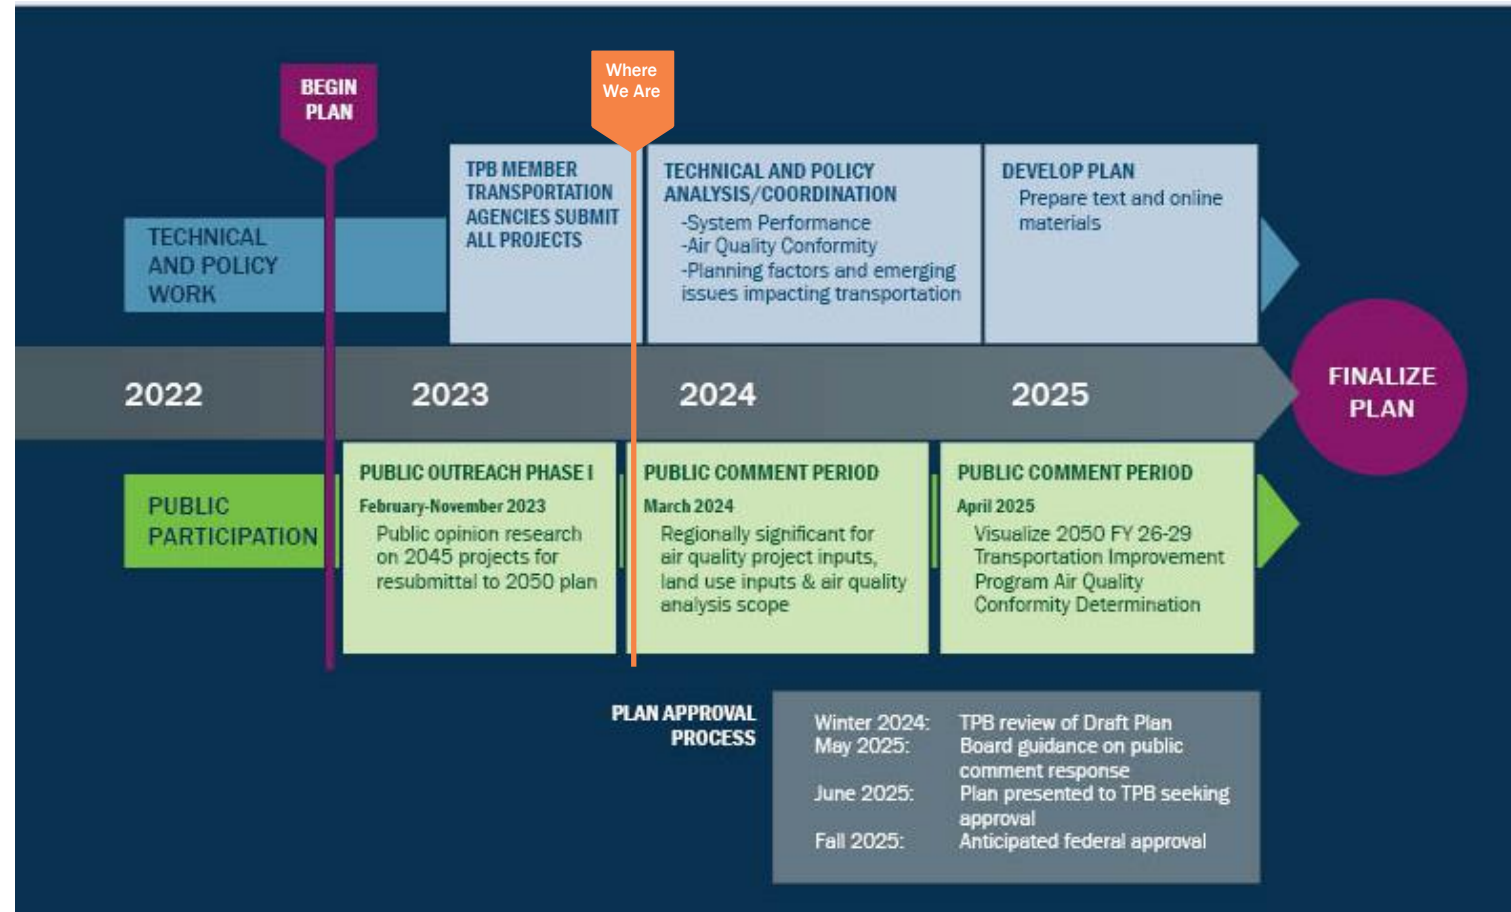 BEGIN
PLAN
Where
We Are
TECHNICAL
AND POLICY
WORK
TPB MEMBER
TRANSPORTATION
AGENCIES SUBMIT
ALL PROJECTS
TECHNICAL AND POLICY
ANALYSIS/COORDINATION
-System Performance
-Air Quality Conformity
-Planning factors and emerging
issues impacting transportation
DEVELOP PLAN
Prepare text and online
materials
2022
2023
2024
2025
FINALIZE
PLAN
PUBLIC
PARTICIPATION
PUBLIC OUTREACH PHASE I
February-November 2023
Public opinion research
on 2045 projects for
resubmittal to 2050 plan
PUBLIC COMMENT PERIOD
March 2024
Regionally significant for
air quality project inputs,
land use inputs & air quality
analysis scope
PUBLIC COMMENT PERIOD
April 2025
Visualize 2050 FY 26-29
Transportation Improvement
Program Air Quality
Conformity Determination
PLAN APPROVAL
PROCESS
Winter 2024: TPB review of Draft Plan
May 2025: Board guidance on public
comment response
June 2025: Plan presented to TPB seeking
approval
Fall 2025: Anticipated federal approval